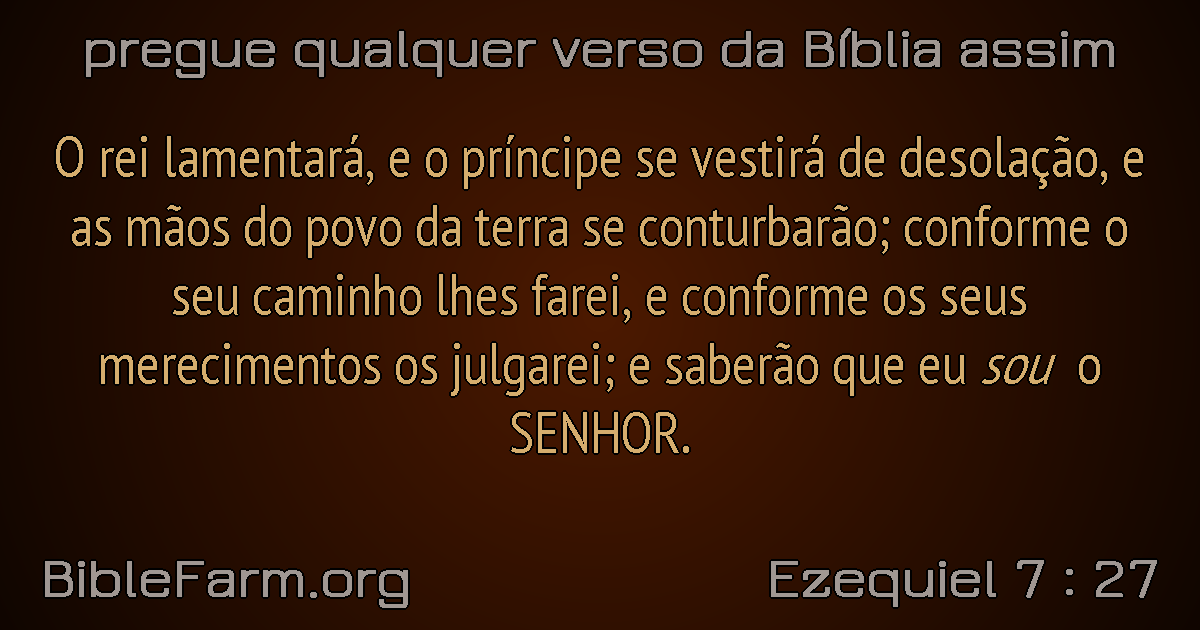 pregue qualquer verso da Bíblia assim
O rei lamentará, e o príncipe se vestirá de desolação, e
as mãos do povo da terra se conturbarão; conforme o
seu caminho lhes farei, e conforme os seus
merecimentos os julgarei; e saberão que eu sou o
SENHOR.
BibleFarm.org
Ezequiel 7 : 27